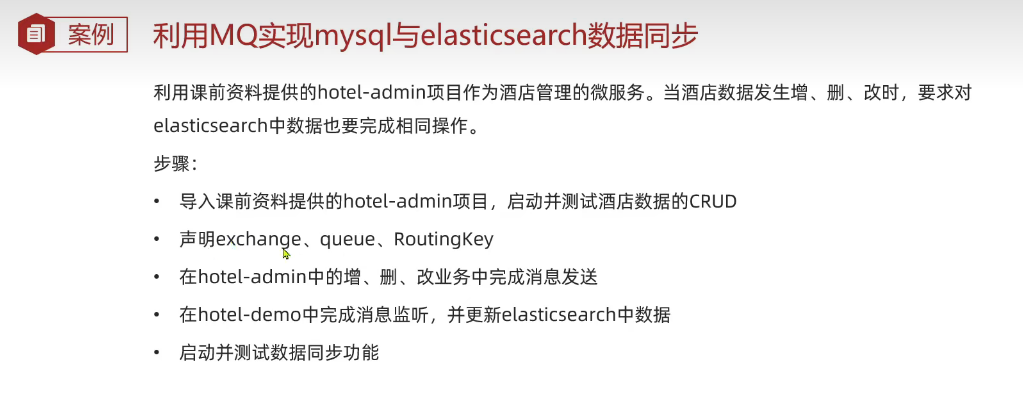 案例
利用MQ实现mysql与elasticsearch数据同步
利用课前资料提供的hotel-admin项目作为酒店管理的微服务。当酒店数据发生增、删、改时，要求对
elasticsearch中数据也要完成相同操作。
步骤：
• 导入课前资料提供的hotel-admin项目，启动并测试酒店数据的CRUD
• 声明exchange、queue、RoutingKey
• 在hotel-admin中的增、删、改业务中完成消息发送
• 在hotel-demo中完成消息监听，并更新elasticsearch中数据
• 启动并测试数据同步功能